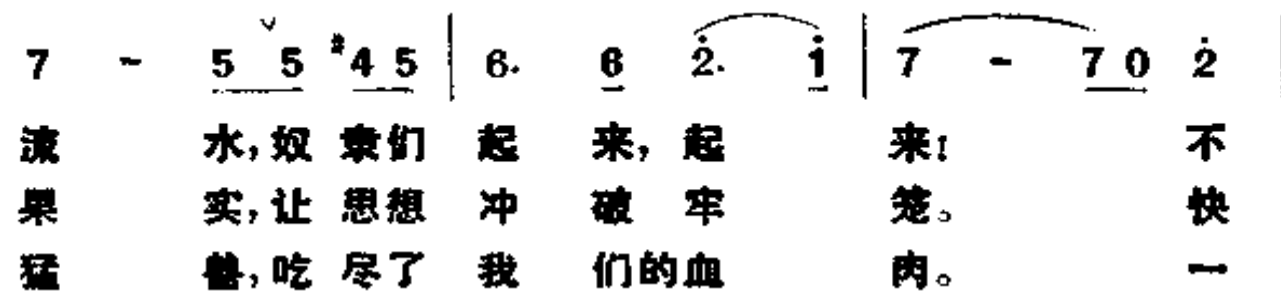 7 - 5 5 #4 5 | 6. 6 2. 1 | 7 - 7 0 2
流 水,奴隶们起来,起来! 不
果 实,让思想冲破牢笼。 快
猛 兽,吃尽了我们的血肉。 一